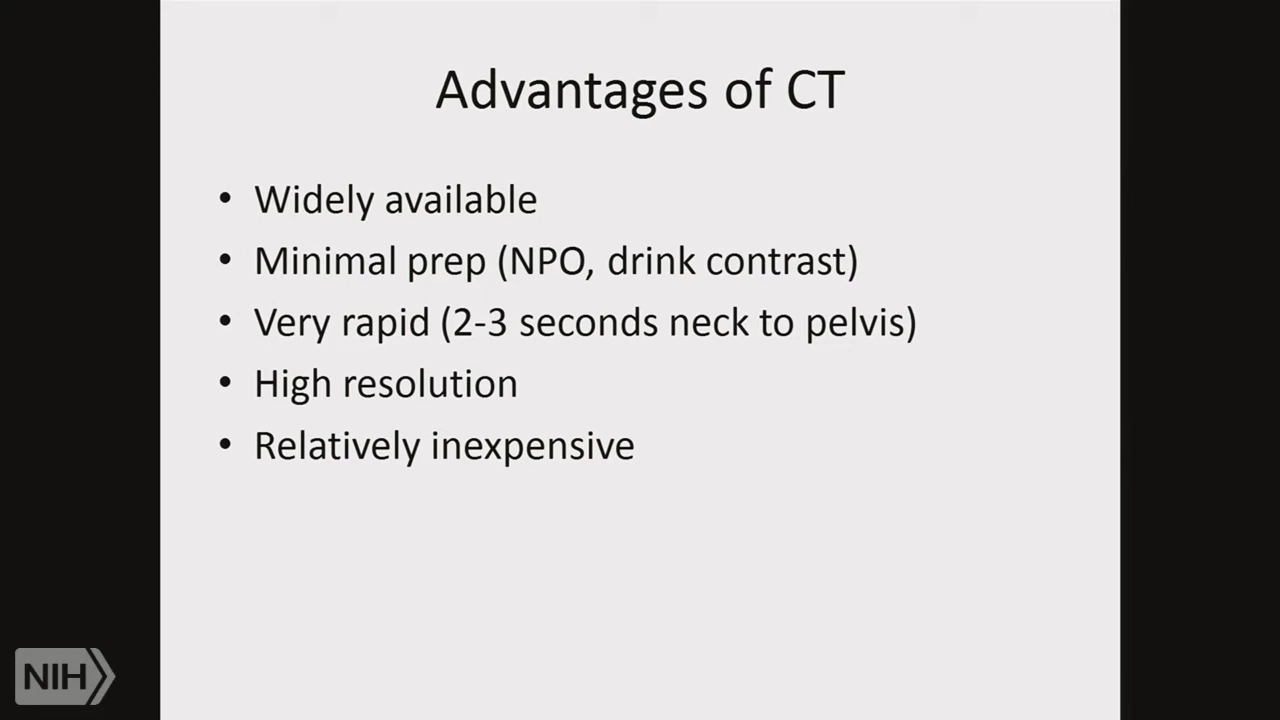 Advantages of CT
• Widely available
• Minimal prep (NPO, drink contrast)
• Very rapid (2-3 seconds neck to pelvis)
• High resolution
• Relatively inexpensive
NIH